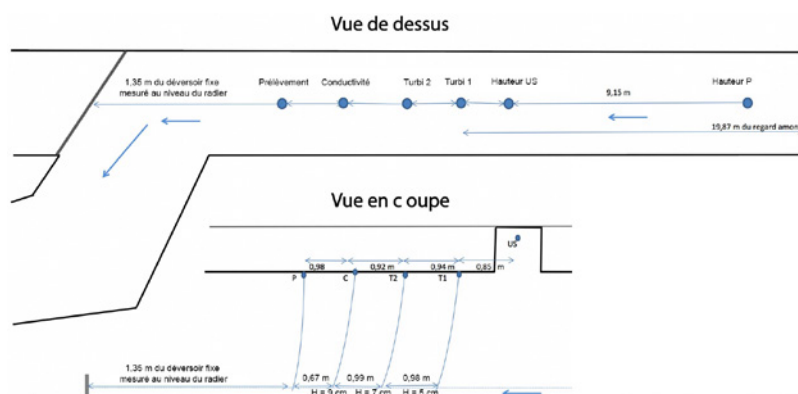 Vue de dessus
1,35 m du déversoir fixe
mesuré au niveau du radier
Prélèvement
Conductivité
Turbi 2
Turbi 1
Hauteur US
9,15 m
Hauteur P
19,87 m du regard amon
Vue en c oupe
US
0,98
0,92 m
0,94 m
0,85 m
P
C
T2
T1
1,35 m du déversoir fixe
mesuré au niveau du radier
0,67 m
0,99 m
0,98 m
H = 9 cm
H = 7 cm
H = 5 cm